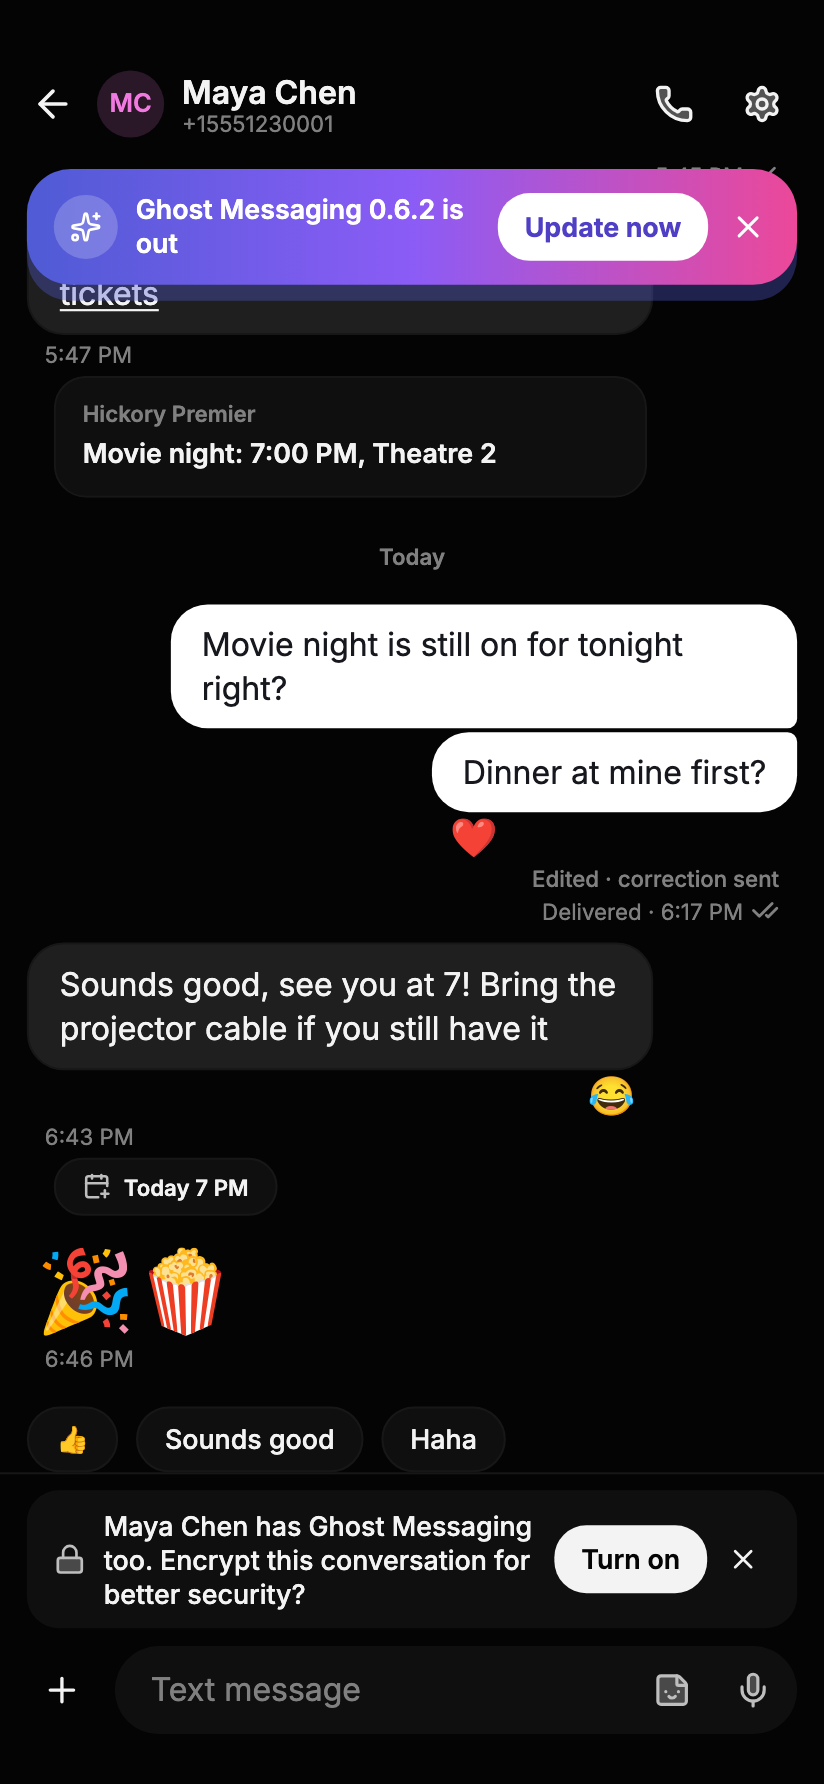 MC
Maya Chen
+15551230001
Ghost Messaging 0.6.2 is
out
Update now
tickets
5:47 PM
Hickory Premier
Movie night: 7:00 PM, Theatre 2
Today
Movie night is still on for tonight
right?
Dinner at mine first?
Edited · correction sent
Delivered · 6:17 PM
Sounds good, see you at 7! Bring the
projector cable if you still have it
6:43 PM
Today 7 PM
6:46 PM
Sounds good
Haha
Maya Chen has Ghost Messaging
too. Encrypt this conversation for
better security?
Turn on
Text message